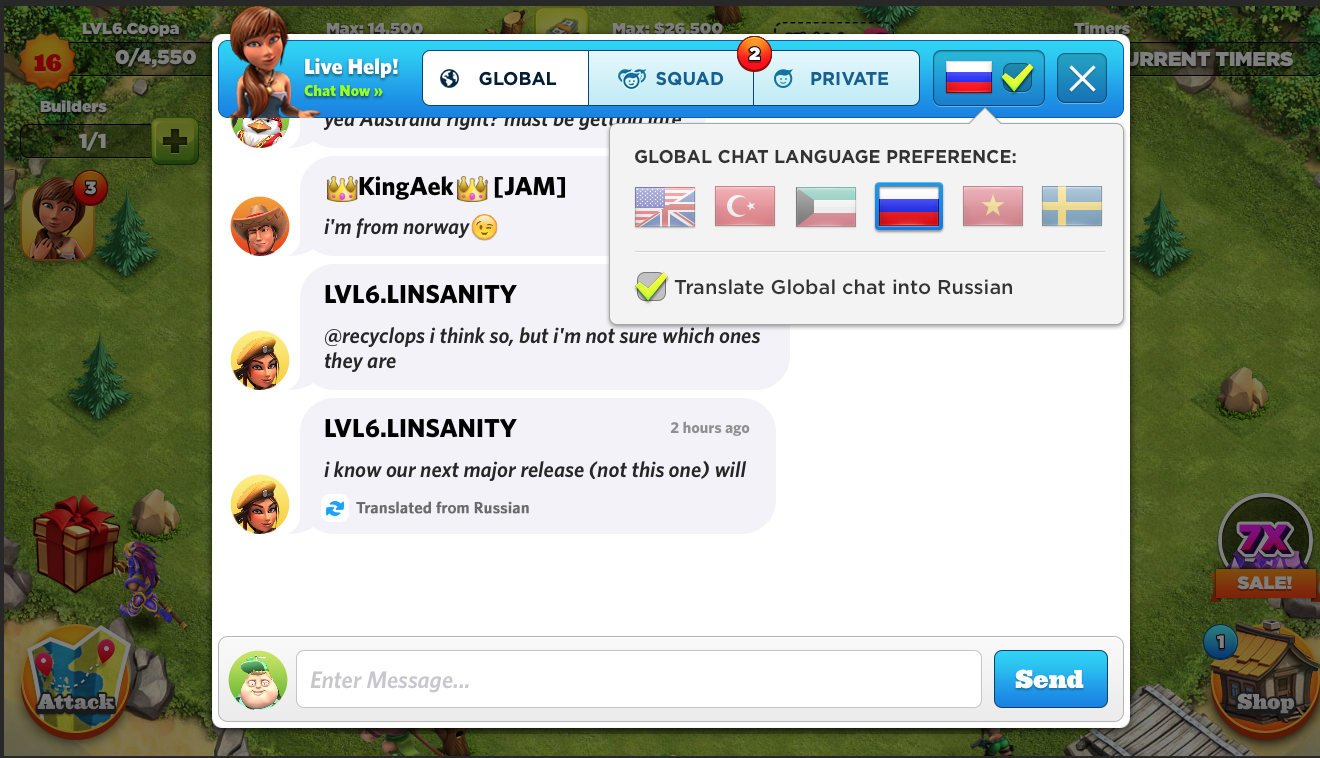 LVL6.Coopa
Max: 14,500
Max: $26,500
Timers
16
0/4,550
URRENT TIMERS
Builders
1/1
3
Live Help!
Chat Now »
GLOBAL
SQUAD
2
PRIVATE
yea Australia right? must be getting late
GLOBAL CHAT LANGUAGE PREFERENCE:
Translate Global chat into Russian
👑KingAek👑 [JAM]
i'm from norway😉
LVL6.LINSANITY
@recyclops i think so, but i'm not sure which ones
they are
LVL6.LINSANITY
2 hours ago
i know our next major release (not this one) will
Translated from Russian
7X
SALE!
1
Attack
Enter Message...
Send
Shop